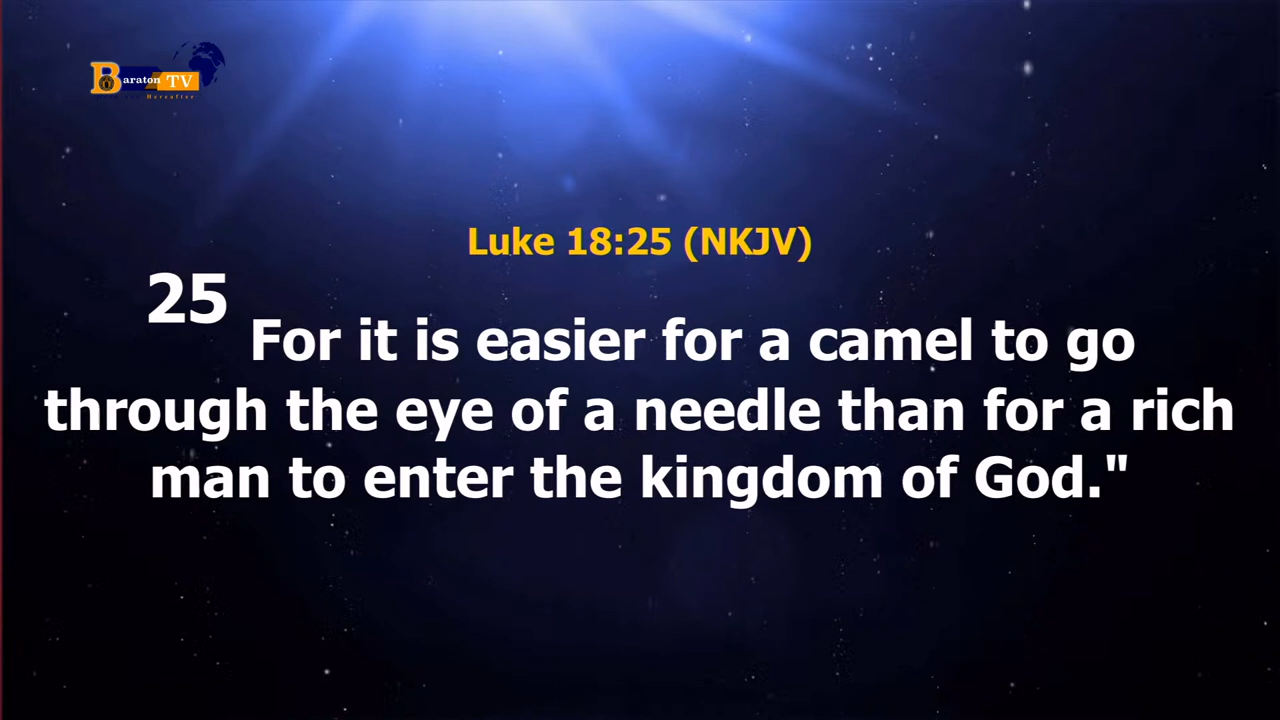 Baraton TV
Hereafter
Luke 18:25 (NKJV)
25 For it is easier for a camel to go
through the eye of a needle than for a rich
man to enter the kingdom of God."